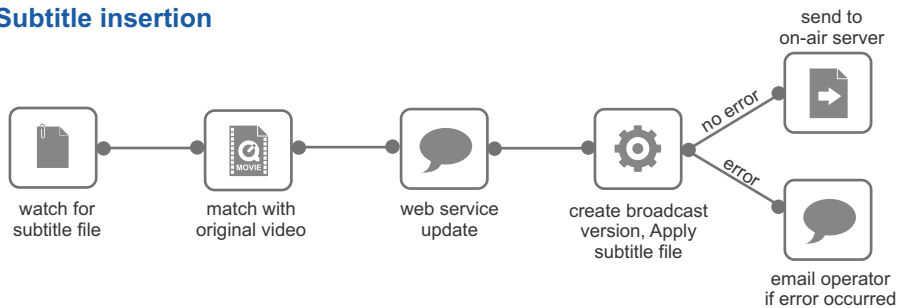 Subtitle insertion
send to
on-air server
no error
error
MOVIE
watch for
subtitle file
match with
original video
web service
update
create broadcast
version, Apply
subtitle file
email operator
if error occurred